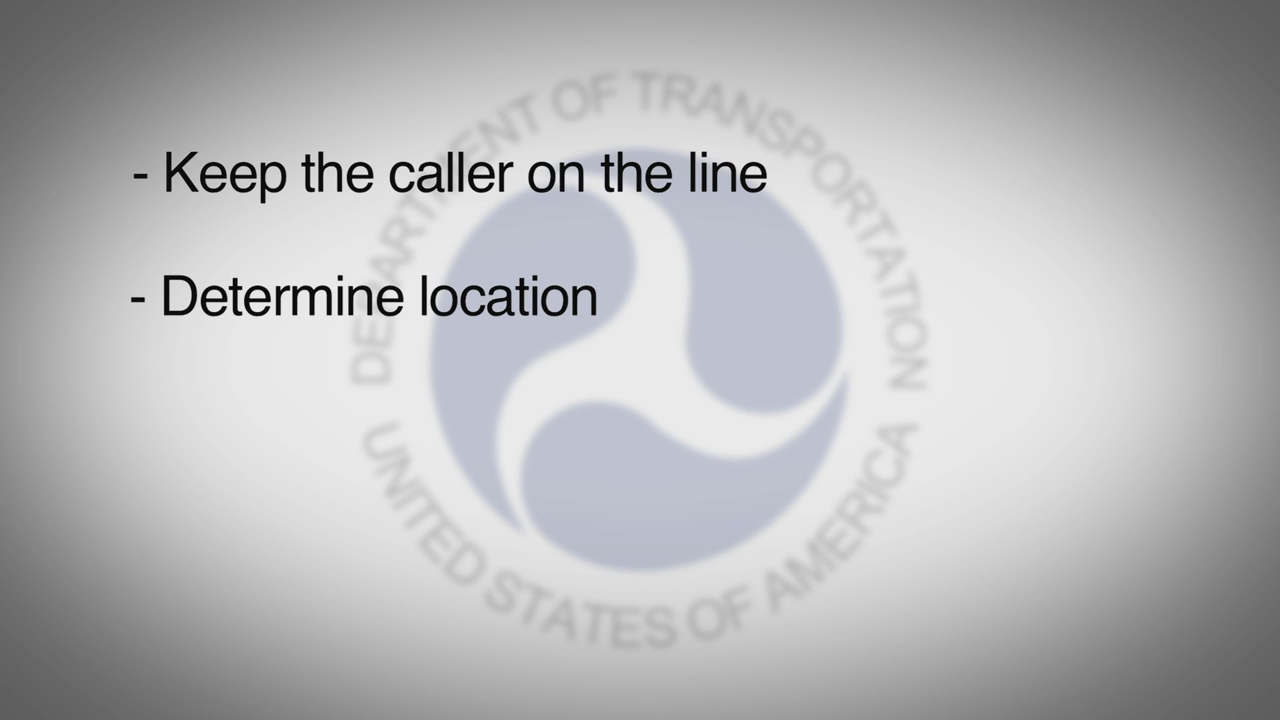 - Keep the caller on the line
- Determine location
DEPARTMENT OF TRANSPORTATION
UNITED STATES OF AMERICA